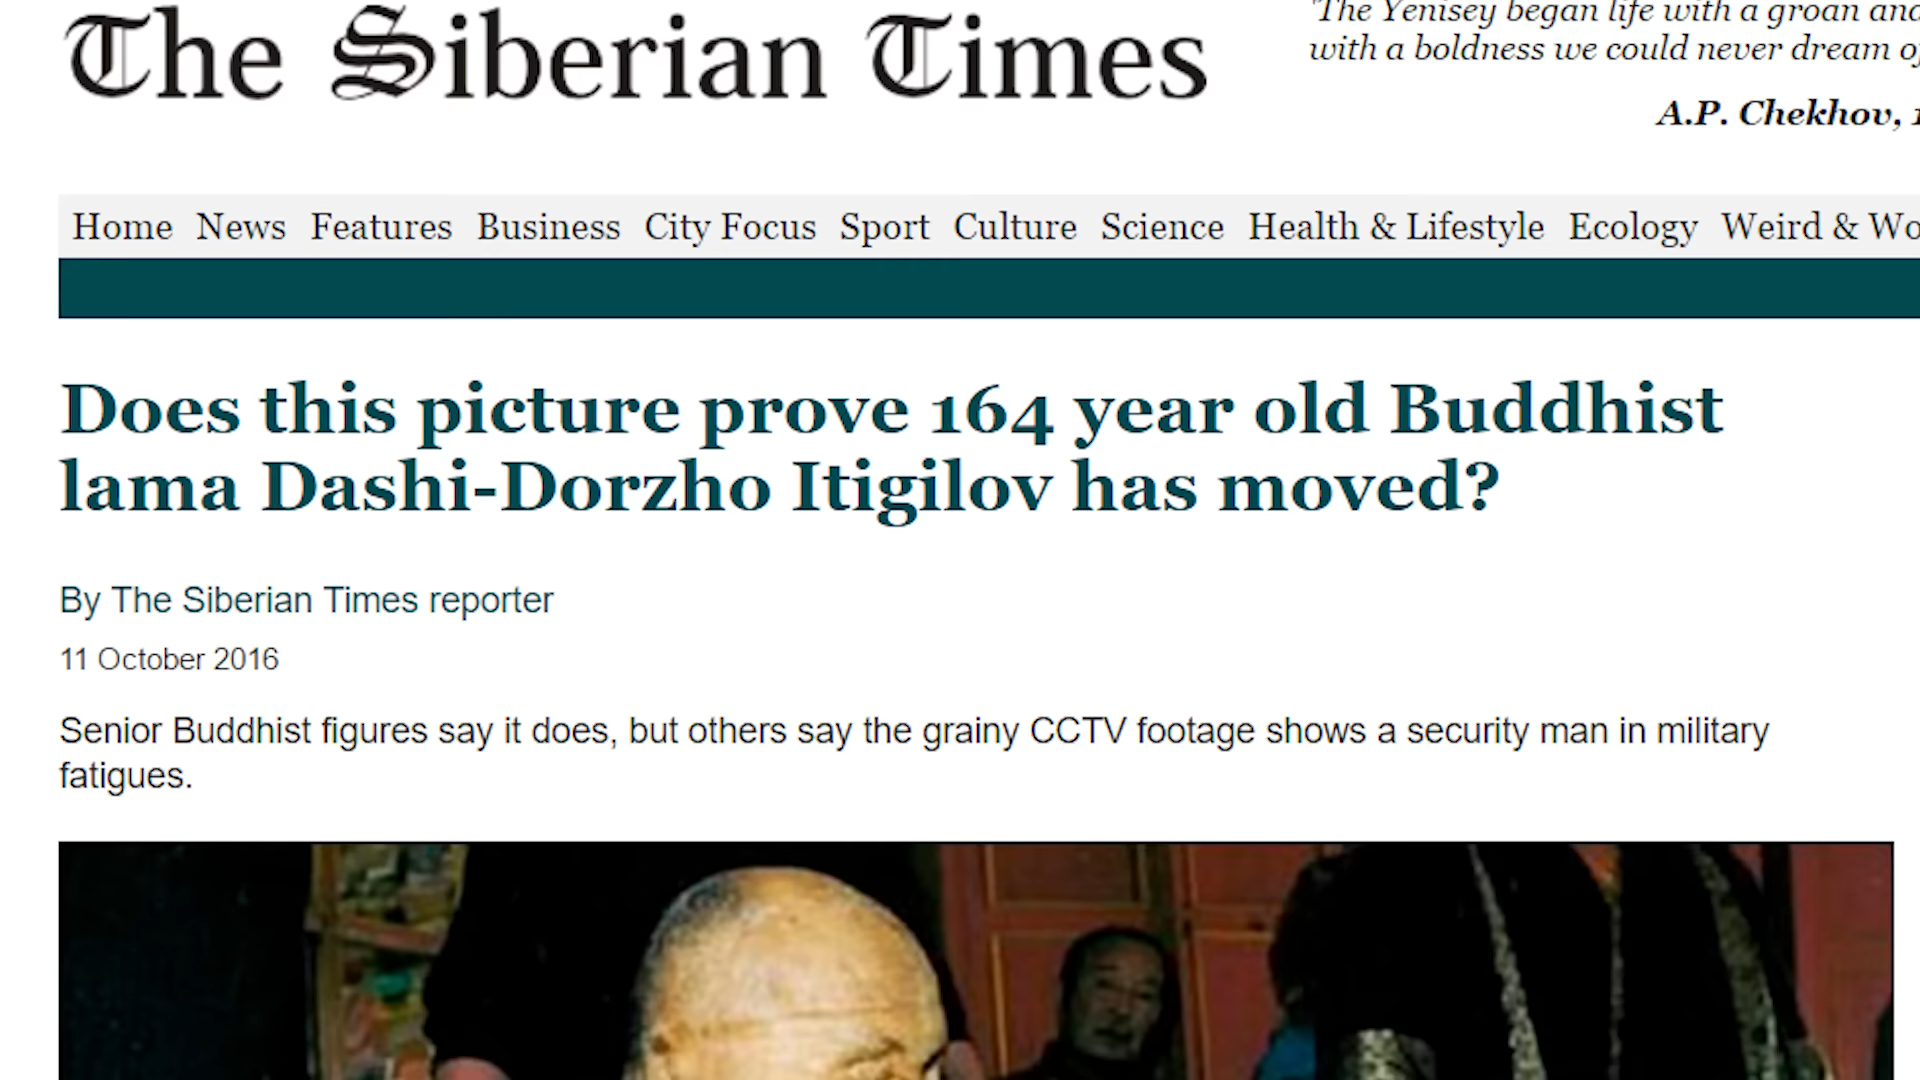 The Siberian Times
'The Yenisey began life with a groan and
with a boldness we could never dream of
A.P. Chekhov,
Home News Features Business City Focus Sport Culture Science Health & Lifestyle Ecology Weird &
Does this picture prove 164 year old Buddhist
lama Dashi-Dorzho Itigilov has moved?
By The Siberian Times reporter
11 October 2016
Senior Buddhist figures say it does, but others say the grainy CCTV footage shows a security man in military
fatigues.